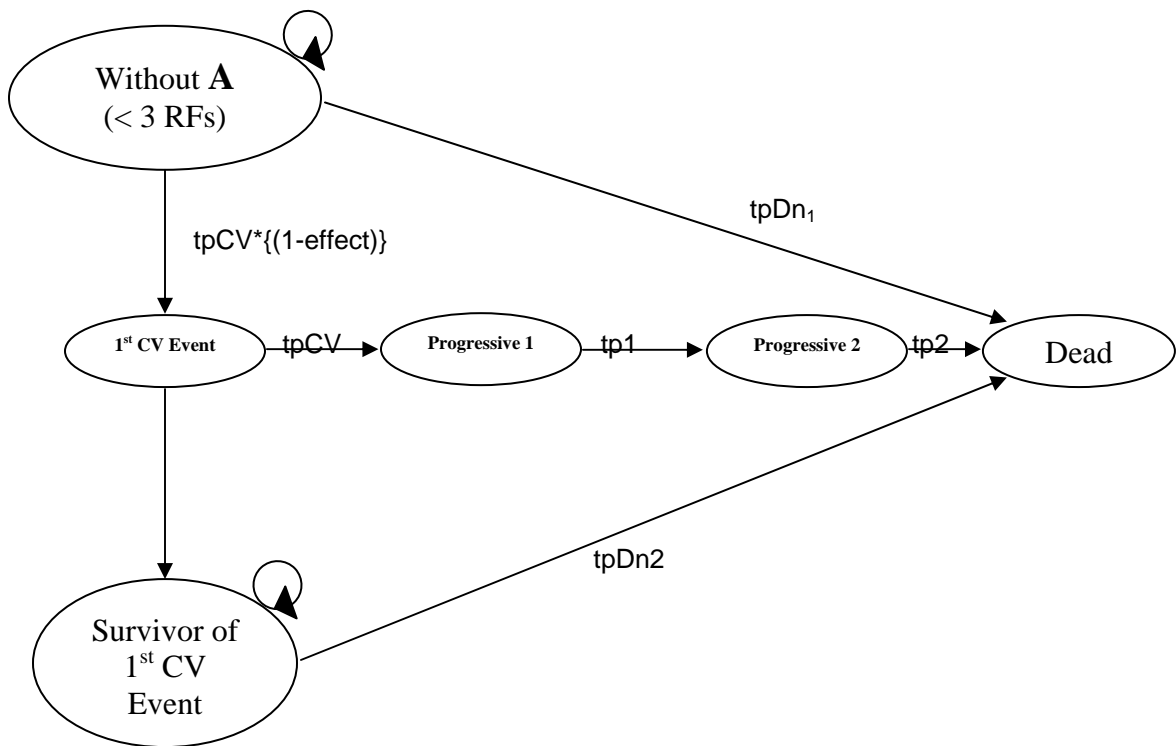 Without A
(< 3 RFs)
tpDn₁
tpCV*{(1-effect)}
1st CV Event
tpCV
Progressive 1
tp1
Progressive 2
tp2
Dead
tpDn2
Survivor of
1st CV
Event